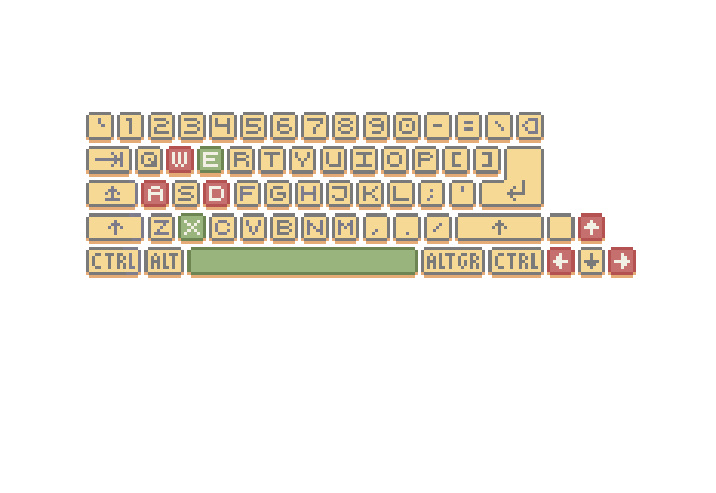 ` 1 2 3 4 5 6 7 8 9 0 - = \
Q W E R T Y U I O P [ ]
A S D F G H J K L ; '
Z X C V B N M , . /
CTRL ALT ALTGR CTRL